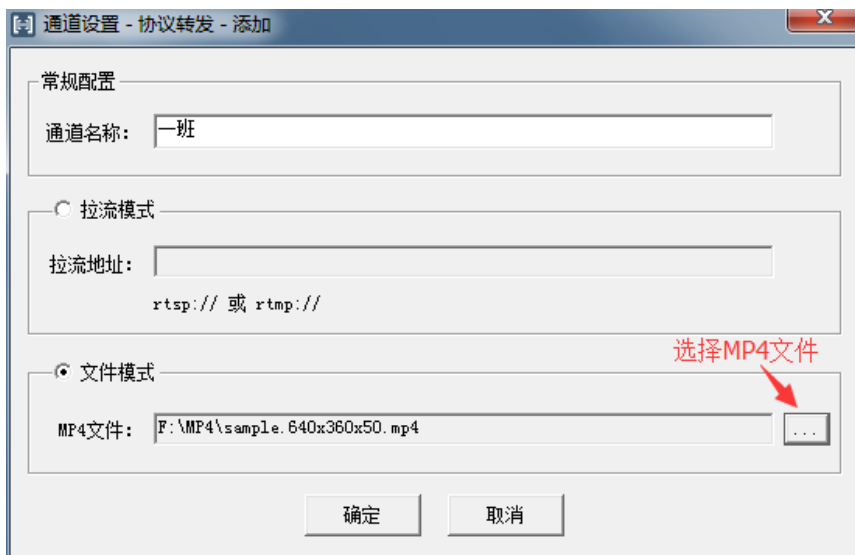 通道设置 - 协议转发 - 添加
常规配置
通道名称: 一班
拉流模式
拉流地址:
rtsp:// 或 rtmp://
选择MP4文件
文件模式
MP4文件: F:\MP4\sample.640x360x50.mp4 ...
确定 取消